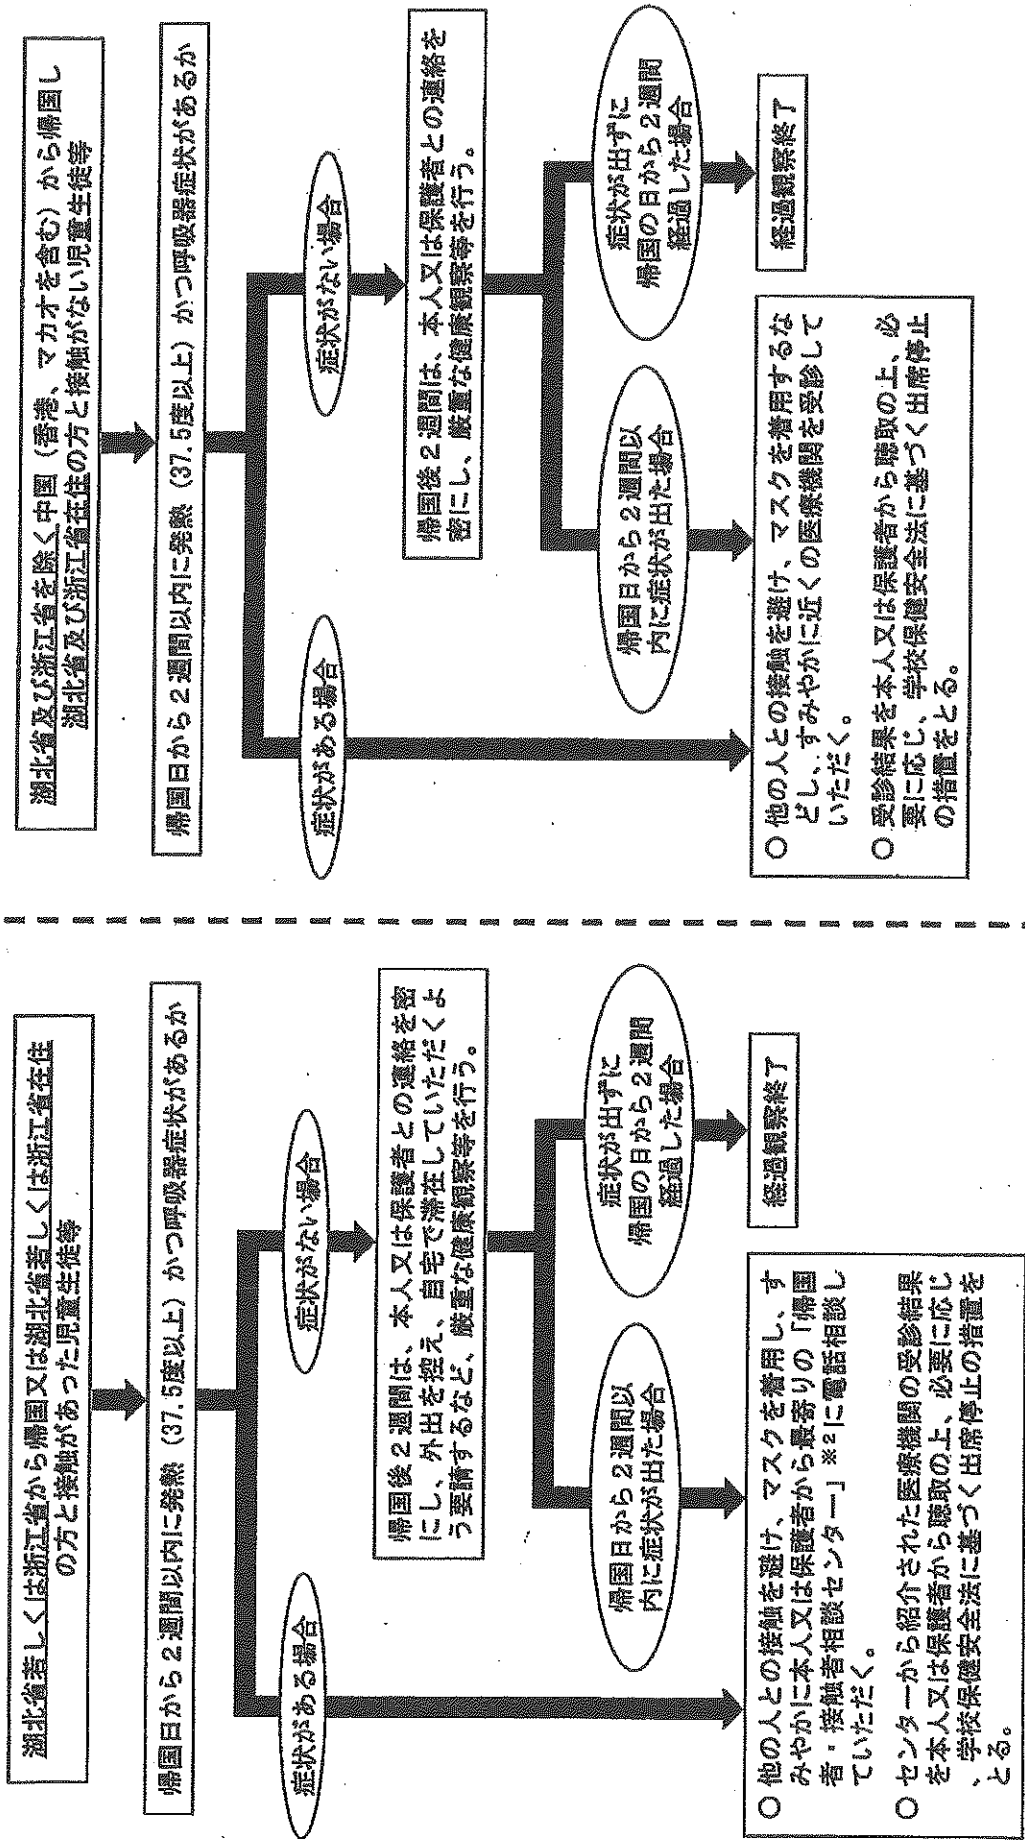 湖北省若しくは浙江省から帰国又は湖北省若しくは浙江省在住
の方と接触があった児童生徒等
帰国日から2週間以内に発熱（37.5度以上）かつ呼吸器症状があるか
症状がある場合
症状がない場合
帰国後2週間は、本人又は保護者との連絡を密
にし、外出を控え、自宅で滞在していただくよ
う要請するなど、厳重な健康観察等を行う。
帰国日から2週間以
内に症状が出た場合
症状が出ずに
帰国の日から2週間
経過した場合
○ 他の人との接触を避け、マスクを着用し、す
みやかに本人又は保護者から最寄りの「帰国
者・接触者相談センター」※2に電話相談し
ていただく。
○ センターから紹介された医療機関の受診結果
を本人又は保護者から聴取の上、必要に応じ
、学校保健安全法に基づく出席停止の措置を
とる。
経過観察終了
湖北省及び浙江省を除く中国（香港、マカオを含む）から帰国し
湖北省及び浙江省在住の方と接触がない児童生徒等
帰国日から2週間以内に発熱（37.5度以上）かつ呼吸器症状があるか
症状がある場合
症状がない場合
帰国後2週間は、本人又は保護者との連絡を
密にし、厳重な健康観察等を行う。
帰国日から2週間以
内に症状が出た場合
症状が出ずに
帰国の日から2週間
経過した場合
○ 他の人との接触を避け、マスクを着用するな
どし、すみやかに近くの医療機関を受診して
いただく。
○ 受診結果を本人又は保護者から聴取の上、必
要に応じ、学校保健安全法に基づく出席停止
の措置をとる。
経過観察終了